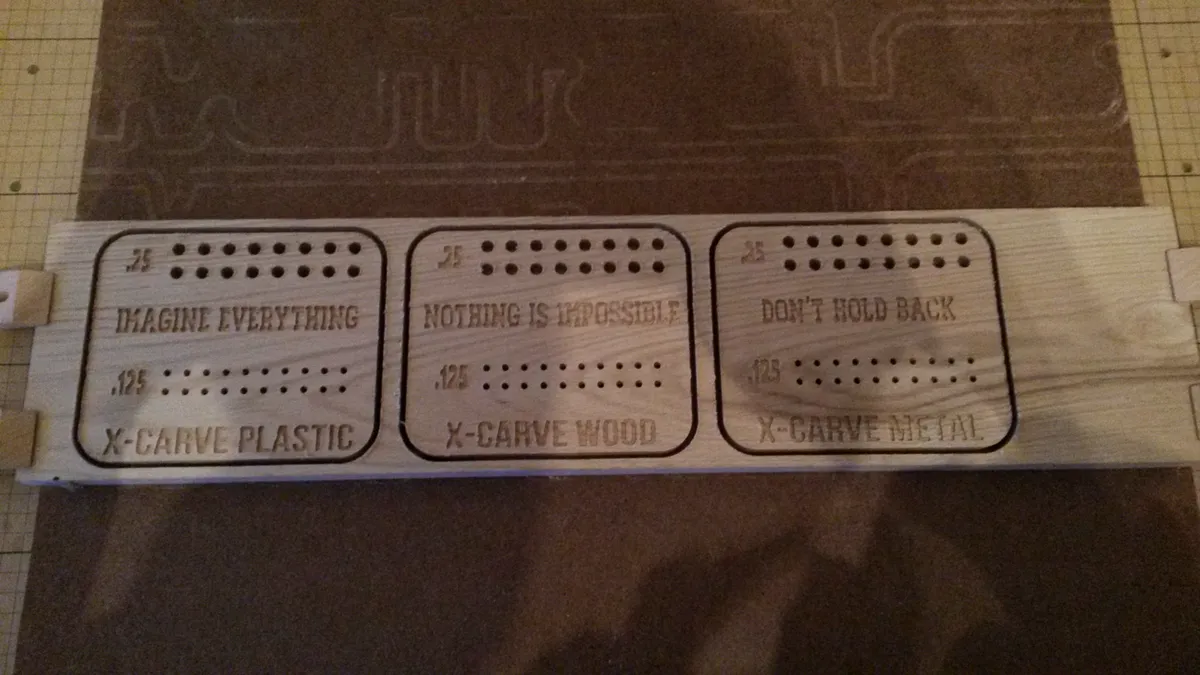 .25
IMAGINE EVERYTHING
.125
X-CARVE PLASTIC
.25
NOTHING IS IMPOSSIBLE
.125
X-CARVE WOOD
.25
DON'T HOLD BACK
.125
X-CARVE METAL